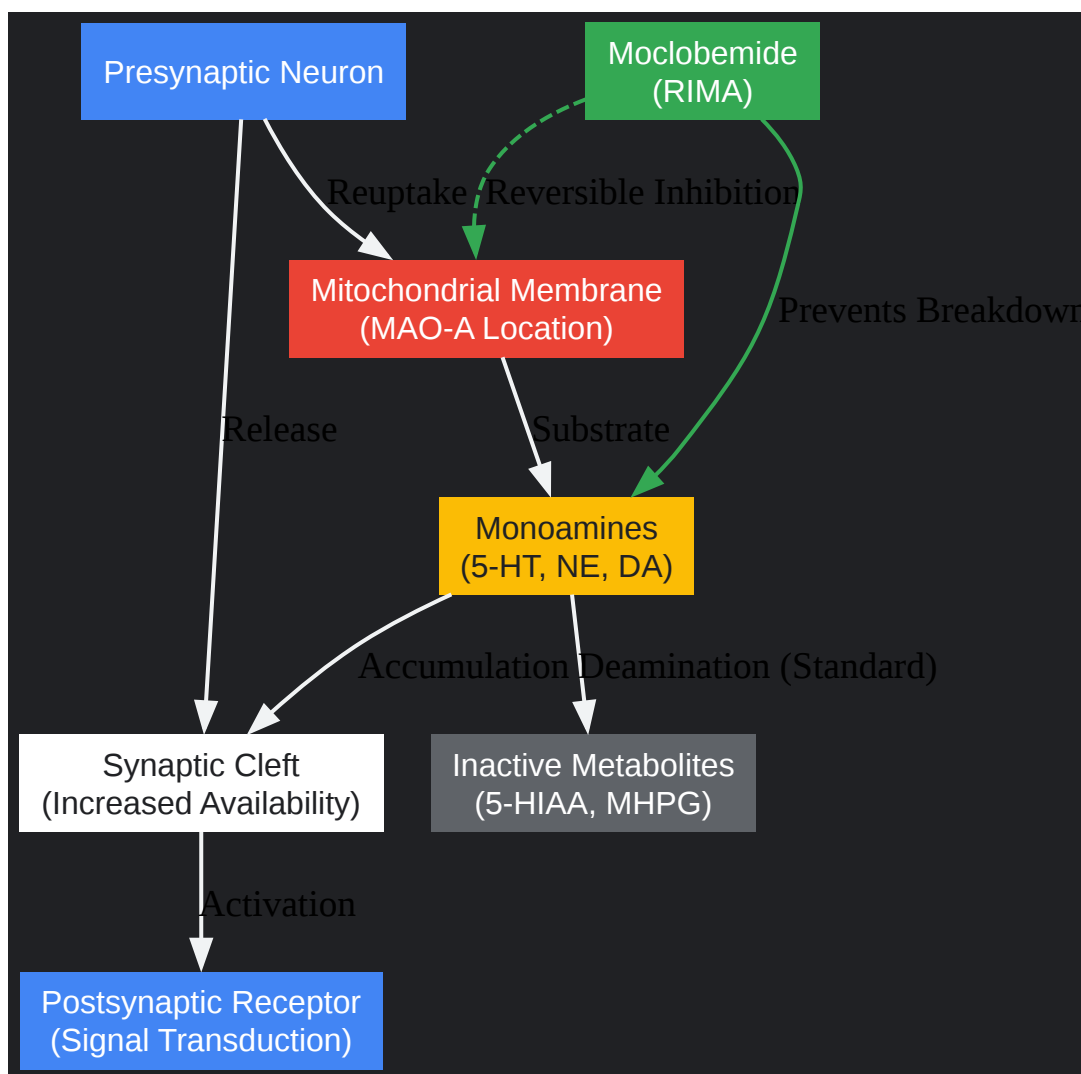 Presynaptic Neuron
Moclobemide
(RIMA)
Reuptake
Reversible Inhibition
Mitochondrial Membrane
(MAO-A Location)
Prevents Breakdown
Release
Substrate
Monoamines
(5-HT, NE, DA)
Accumulation
Deamination (Standard)
Synaptic Cleft
(Increased Availability)
Inactive Metabolites
(5-HIAA, MHPG)
Activation
Postsynaptic Receptor
(Signal Transduction)